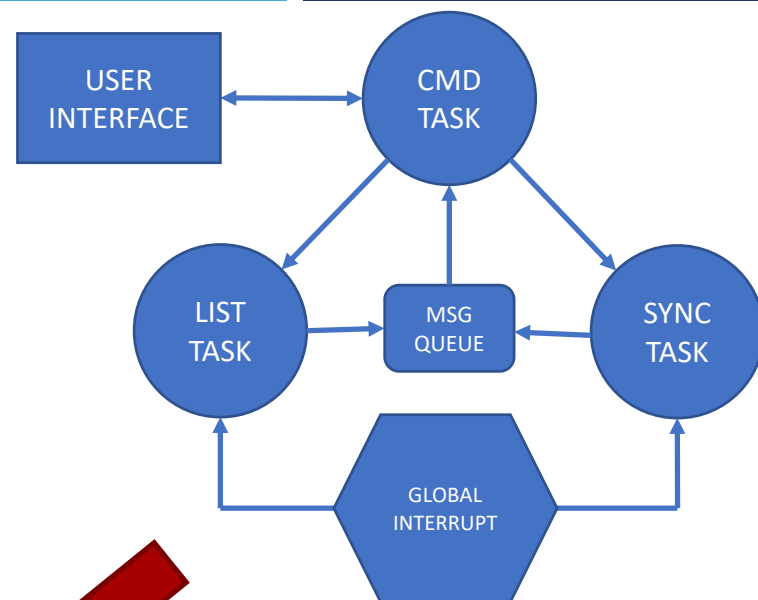 USER
INTERFACE
CMD
TASK
LIST
TASK
MSG
QUEUE
SYNC
TASK
GLOBAL
INTERRUPT